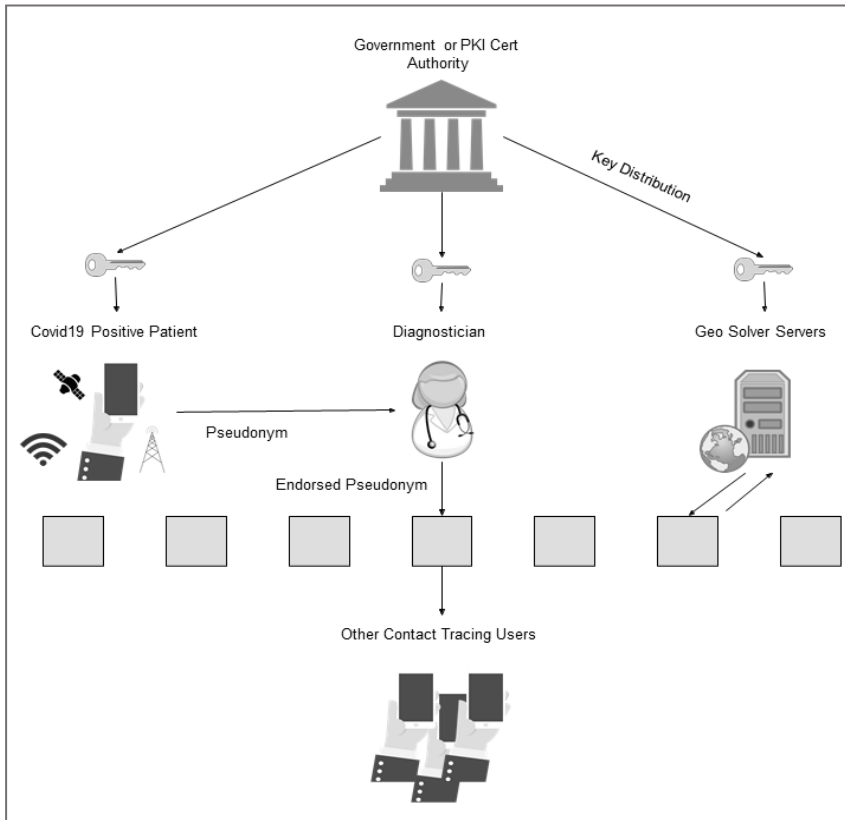 Government or PKI Cert
Authority
Key Distribution
Covid19 Positive Patient
Diagnostician
Geo Solver Servers
Pseudonym
Endorsed Pseudonym
Other Contact Tracing Users